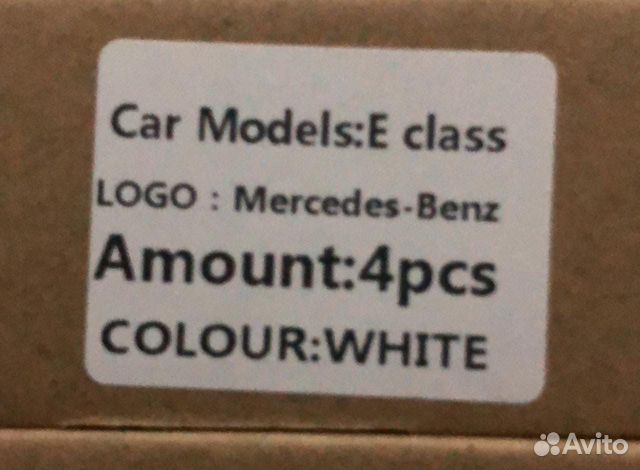 Car Models:E class
LOGO : Mercedes-Benz
Amount:4pcs
COLOUR:WHITE
Avito